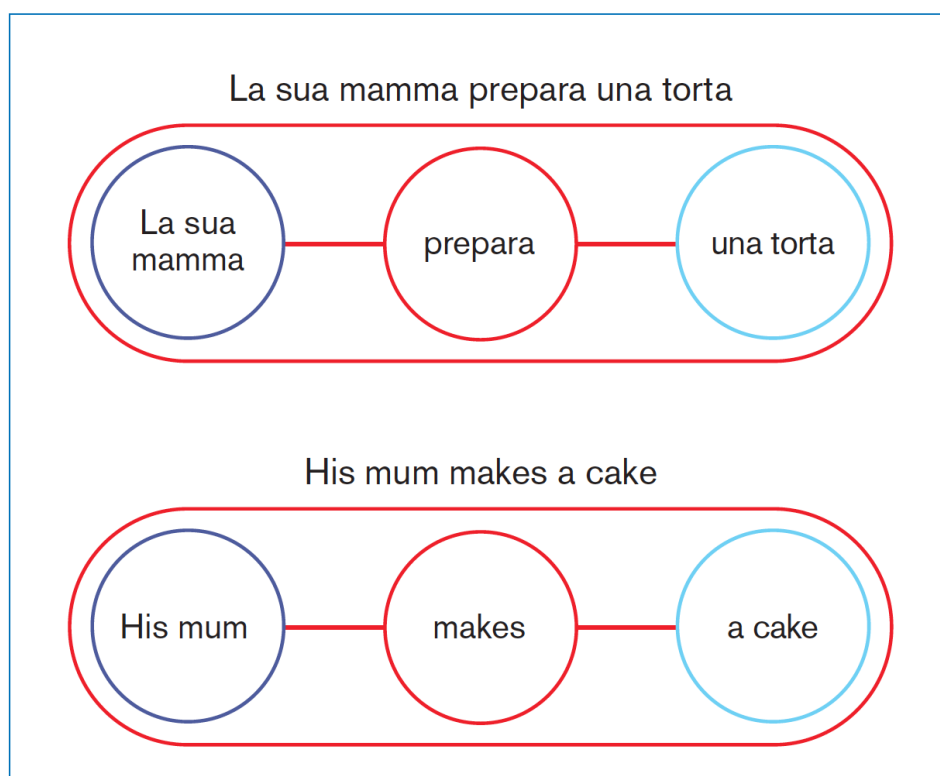 La sua mamma prepara una torta
La sua
mamma
prepara
una torta
His mum makes a cake
His mum
makes
a cake